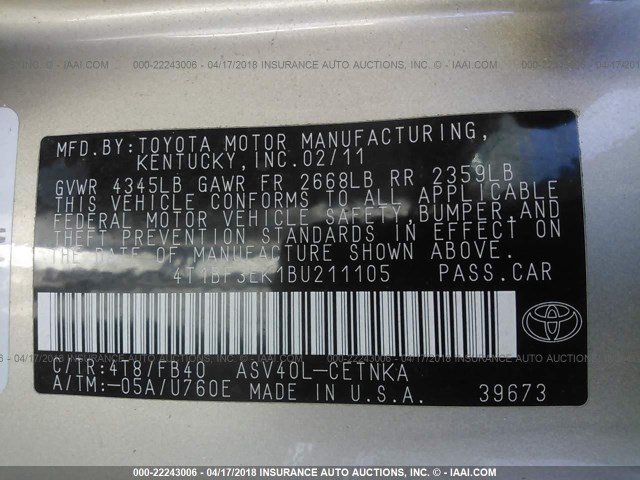 000-22243006 - 04/17/2018 INSURANCE AUTO AUCTIONS, INC. - IAAI.COM
MFD.BY:TOYOTA MOTOR MANUFACTURING,
KENTUCKY,INC.02/11
GVWR 4345LB GAWR FR 2668LB RR 2359LB
THIS VEHICLE CONFORMS TO ALL APPLICABLE
FEDERAL MOTOR VEHICLE SAFETY,BUMPER,AND
THEFT PREVENTION STANDARDS IN EFFECT ON
THE DATE OF MANUFACTURE SHOWN ABOVE.
4T1BF3EK1BU211105 PASS.CAR
C/TR:4T8/FB40 ASV40L-CETNKA
A/TM:-05A/U760E MADE IN U.S.A. 39673
000-22243006 - 04/17/2018 INSURANCE AUTO AUCTIONS, INC. - IAAI.COM